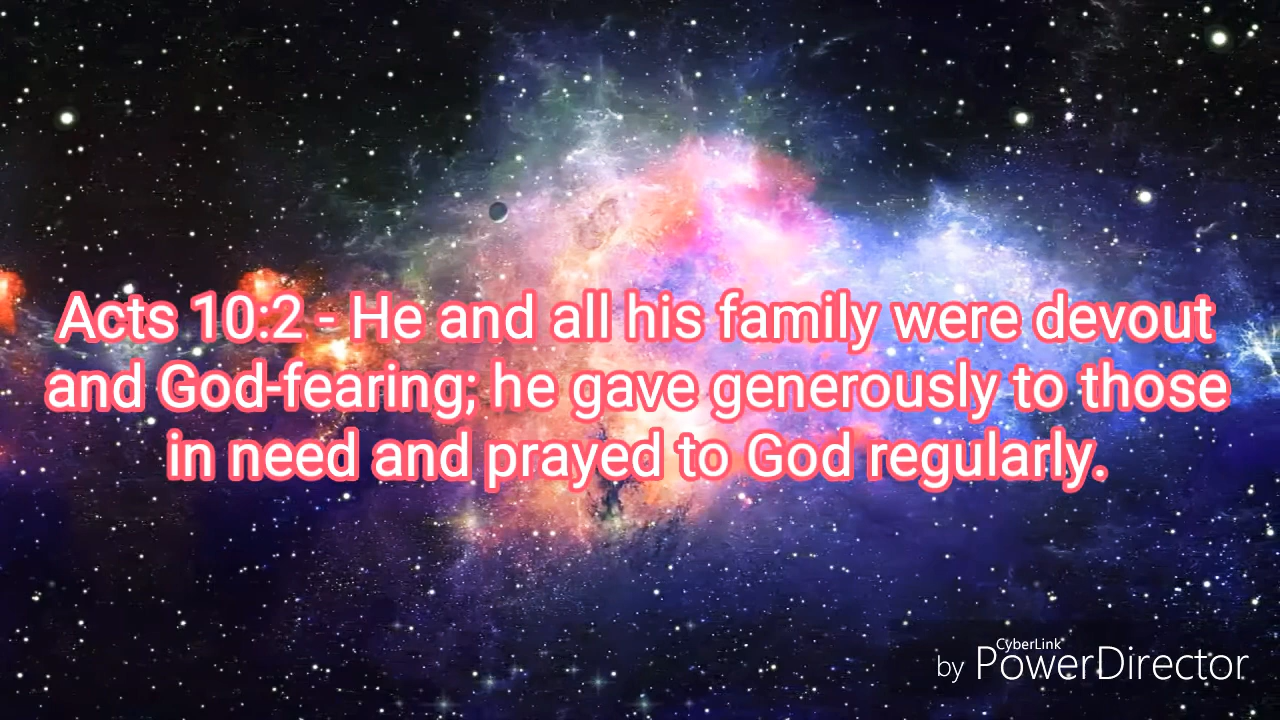 Acts 10:2 - He and all his family were devout
and God-fearing; he gave generously to those
in need and prayed to God regularly.
CyberLink
by PowerDirector